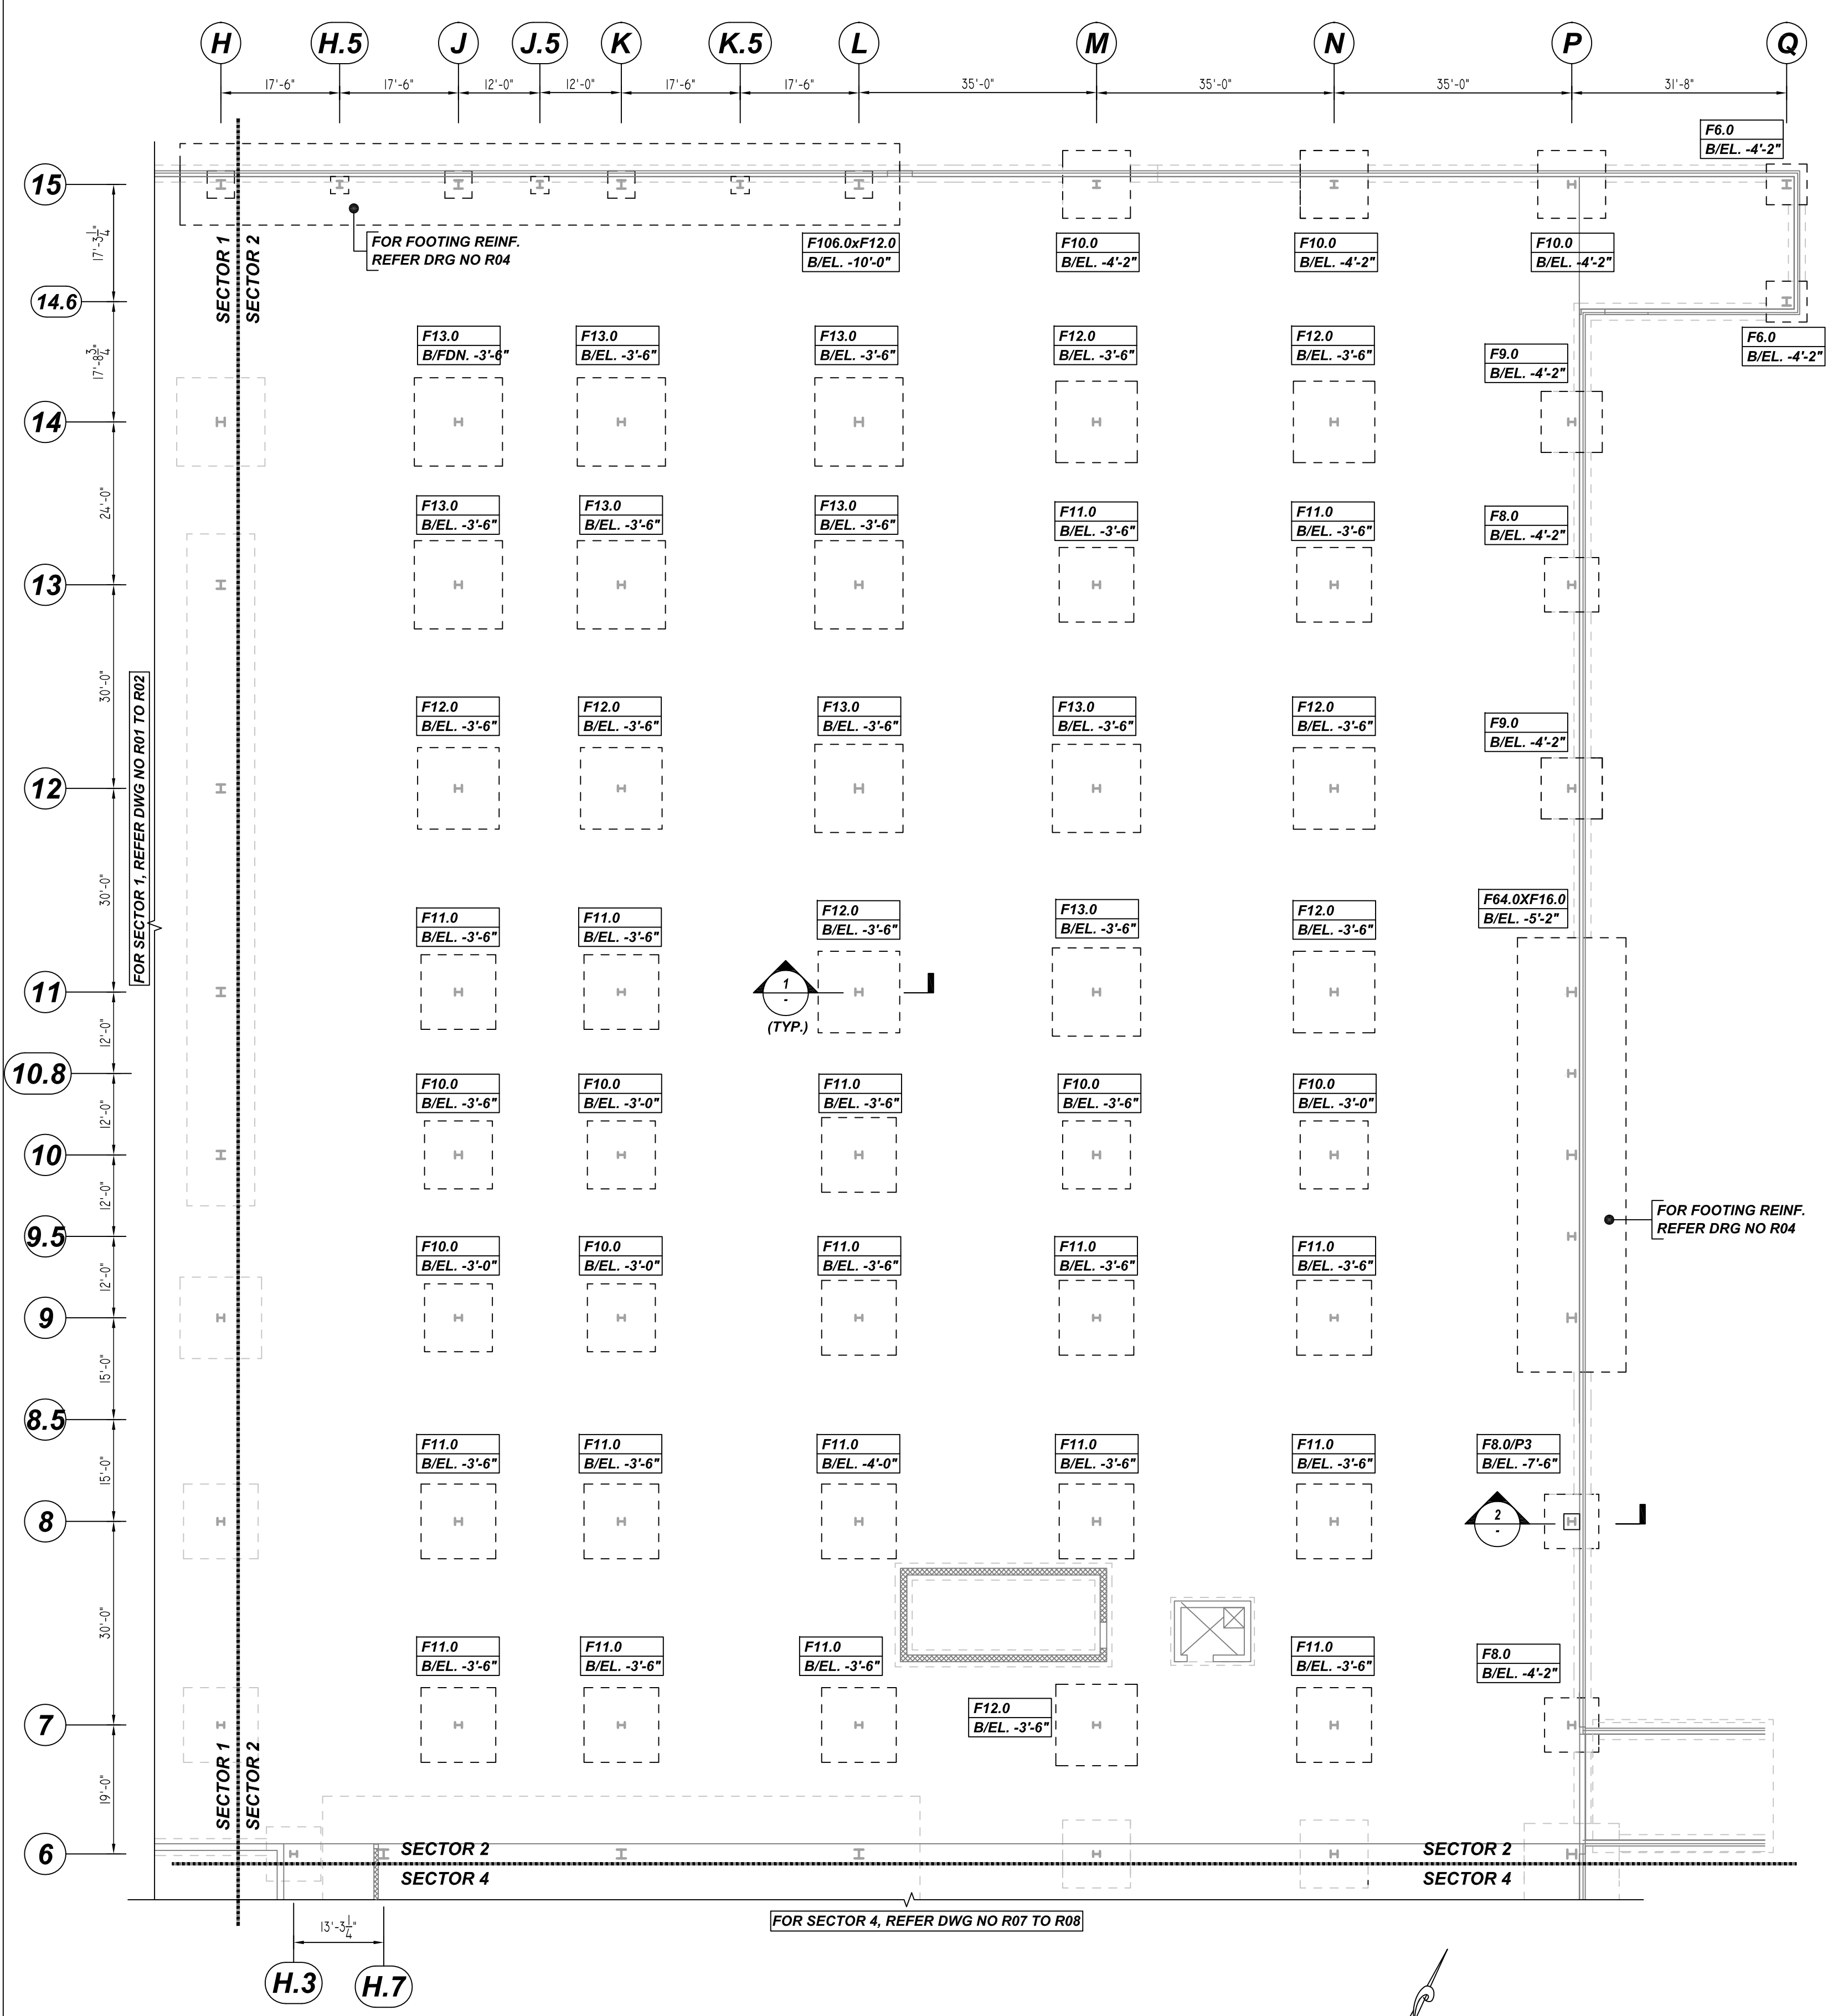 H H.5 J J.5 K K.5 L M N P Q
17'-6" 17'-6" 12'-0" 12'-0" 17'-6" 17'-6" 35'-0" 35'-0" 35'-0" 31'-8"
F6.0
B/EL. -4'-2"
15
FOR FOOTING REINF.
REFER DRG NO R04
F106.0xF12.0 F10.0 F10.0 F10.0
B/EL. -10'-0" B/EL. -4'-2" B/EL. -4'-2" B/EL. -4'-2"
17'-3 1/4"
SECTOR 1
SECTOR 2
14.6
F6.0
B/EL. -4'-2"
17'-8 3/4"
F13.0 F13.0 F13.0 F12.0 F12.0
B/FDN. -3'-6" B/EL. -3'-6" B/EL. -3'-6" B/EL. -3'-6" B/EL. -3'-6"
F9.0
B/EL. -4'-2"
14
24'-0"
F13.0 F13.0 F13.0 F11.0 F11.0 F8.0
B/EL. -3'-6" B/EL. -3'-6" B/EL. -3'-6" B/EL. -3'-6" B/EL. -3'-6" B/EL. -4'-2"
13
30'-0"
FOR SECTOR 1, REFER DWG NO R01 TO R02
F12.0 F12.0 F13.0 F13.0 F12.0 F9.0
B/EL. -3'-6" B/EL. -3'-6" B/EL. -3'-6" B/EL. -3'-6" B/EL. -3'-6" B/EL. -4'-2"
12
30'-0"
F11.0 F11.0 F12.0 F13.0 F12.0 F64.0XF16.0
B/EL. -3'-6" B/EL. -3'-6" B/EL. -3'-6" B/EL. -3'-6" B/EL. -3'-6" B/EL. -5'-2"
11
1
-
(TYP.)
12'-0"
10.8
F10.0 F10.0 F11.0 F10.0 F10.0
B/EL. -3'-6" B/EL. -3'-0" B/EL. -3'-6" B/EL. -3'-6" B/EL. -3'-0"
12'-0"
10
12'-0"
FOR FOOTING REINF.
REFER DRG NO R04
9.5
F10.0 F10.0 F11.0 F11.0 F11.0
B/EL. -3'-0" B/EL. -3'-0" B/EL. -3'-6" B/EL. -3'-6" B/EL. -3'-6"
12'-0"
9
15'-0"
8.5
F11.0 F11.0 F11.0 F11.0 F11.0 F8.0/P3
B/EL. -3'-6" B/EL. -3'-6" B/EL. -4'-0" B/EL. -3'-6" B/EL. -3'-6" B/EL. -7'-6"
15'-0"
8
2
-
30'-0"
F11.0 F11.0 F11.0 F11.0 F8.0
B/EL. -3'-6" B/EL. -3'-6" B/EL. -3'-6" B/EL. -3'-6" B/EL. -4'-2"
F12.0
B/EL. -3'-6"
7
19'-0"
SECTOR 1
SECTOR 2
6
SECTOR 2 SECTOR 2
SECTOR 4 SECTOR 4
FOR SECTOR 4, REFER DWG NO R07 TO R08
13'-3 1/4"
H.3 H.7